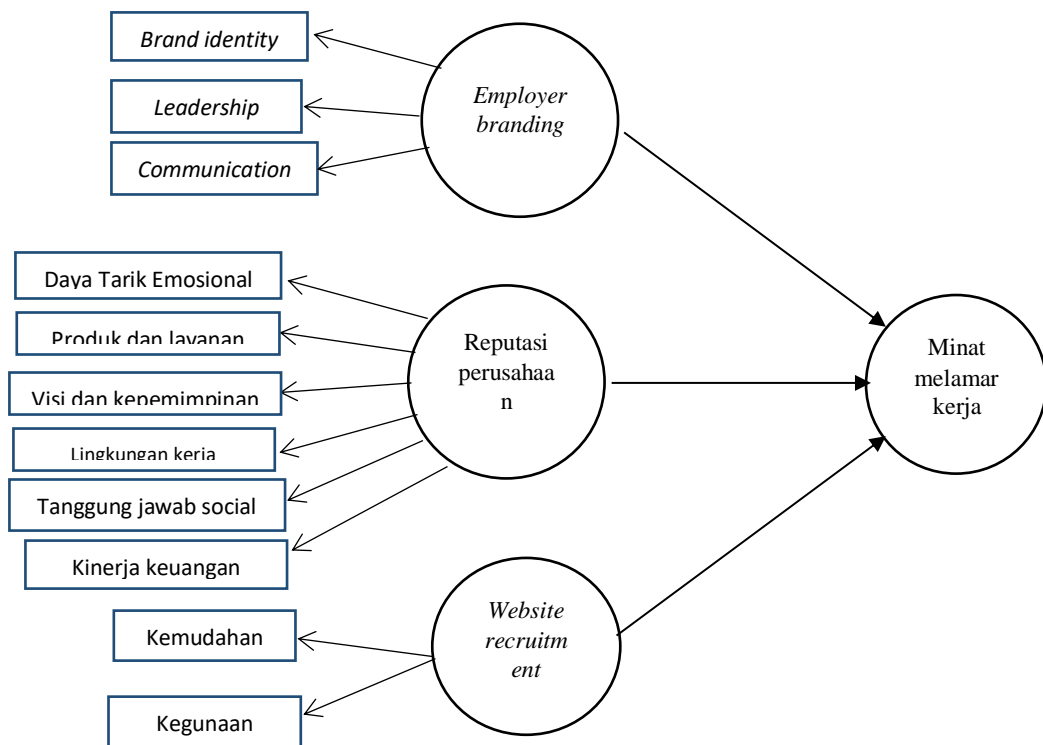 Brand identity
Leadership
Communication
Employer
branding
Daya Tarik Emosional
Produk dan layanan
Visi dan kepemimpinan
Lingkungan kerja
Tanggung jawab social
Kinerja keuangan
Reputasi
perusahaa
n
Minat
melamar
kerja
Kemudahan
Kegunaan
Website
recruitm
ent